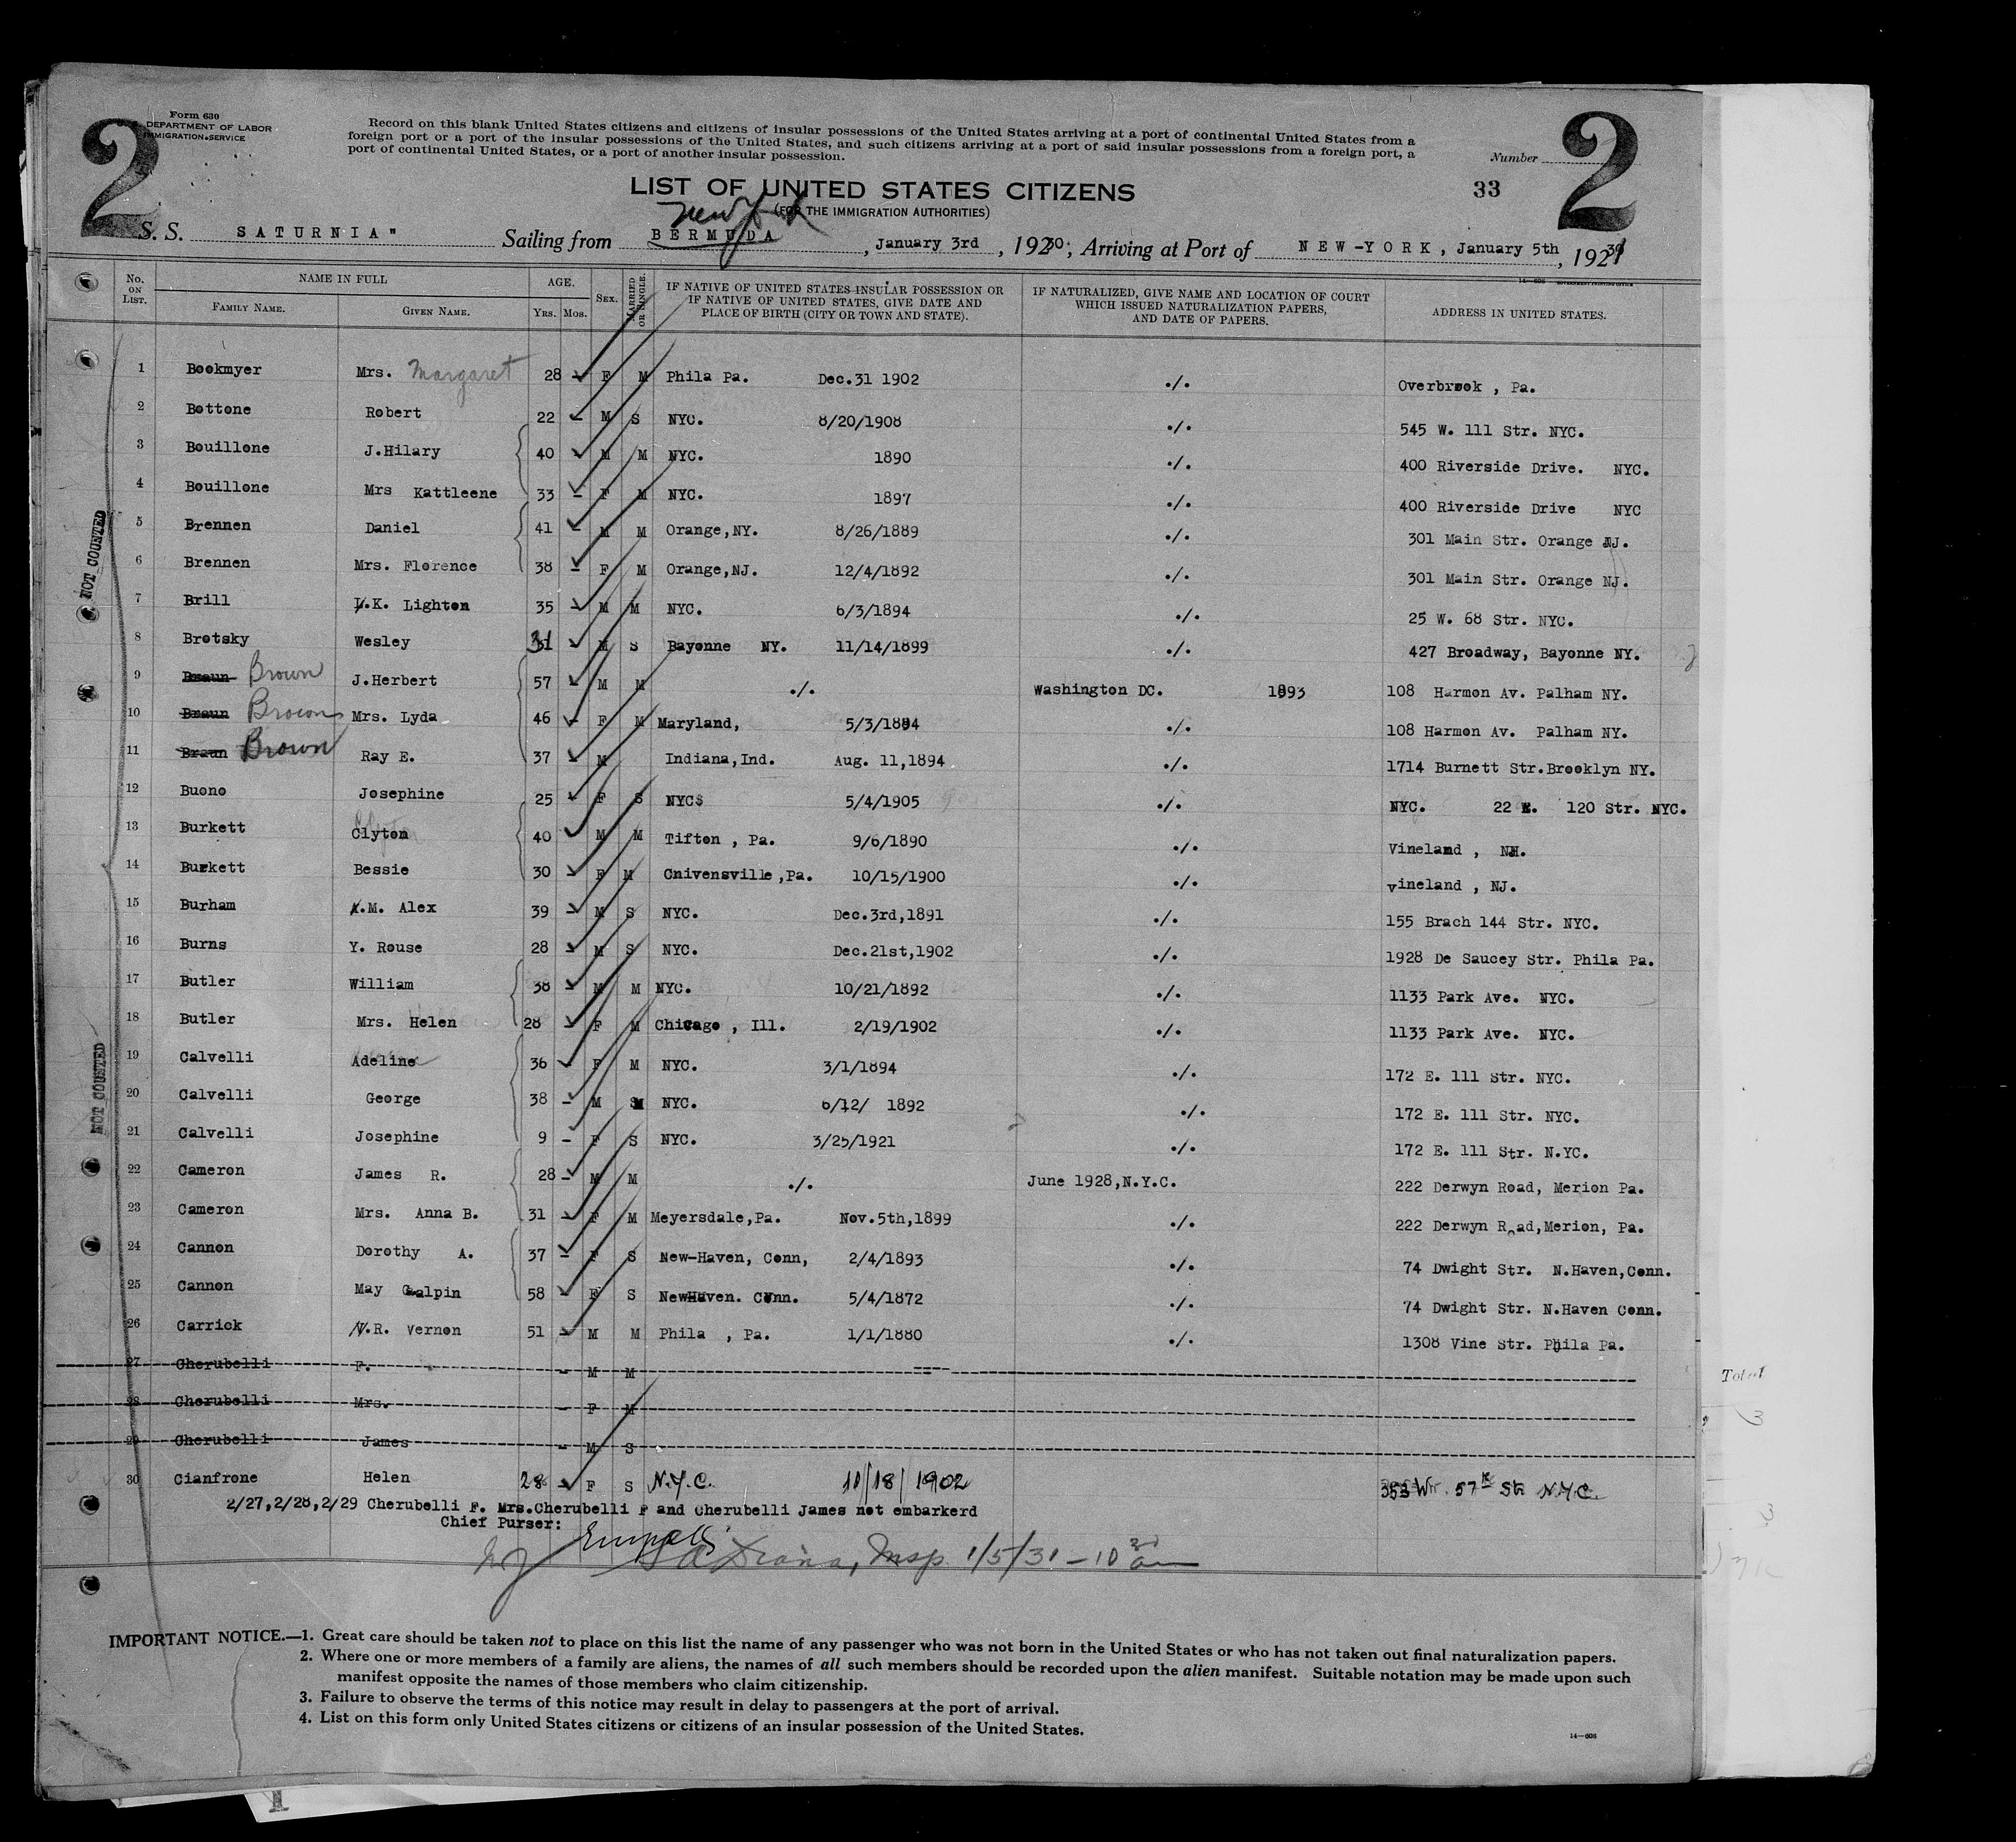 2
Form 630
DEPARTMENT OF LABOR
IMMIGRATION SERVICE
Record on this blank United States citizens and citizens of insular possessions of the United States arriving at a port of continental United States from a
foreign port or a port of the insular possessions of the United States, and such citizens arriving at a port of said insular possessions from a foreign port, a
port of continental United States, or a port of another insular possession.
Number
2
33
LIST OF UNITED STATES CITIZENS
(FOR THE IMMIGRATION AUTHORITIES)
New York
S. S. SATURNIA" Sailing from BERMUDA, January 3rd, 1930; Arriving at Port of NEW-YORK, January 5th, 1931
No. ON LIST. NAME IN FULL AGE. Sex. MARRIED OR SINGLE. IF NATIVE OF UNITED STATES INSULAR POSSESSION OR IF NATIVE OF UNITED STATES, GIVE DATE AND PLACE OF BIRTH (CITY OR TOWN AND STATE). IF NATURALIZED, GIVE NAME AND LOCATION OF COURT WHICH ISSUED NATURALIZATION PAPERS, AND DATE OF PAPERS. ADDRESS IN UNITED STATES.
FAMILY NAME. GIVEN NAME. Yrs. Mos.
1 Bookmyer Mrs. Margaret 28 - F M Phila Pa. Dec.31 1902 ./. Overbrook , Pa.
2 Bottone Robert 22 - M S NYC. 8/20/1908 ./. 545 W. 111 Str. NYC.
3 Bouillone J.Hilary 40 - M M NYC. 1890 ./. 400 Riverside Drive. NYC.
4 Bouillone Mrs Kattleene 33 - F M NYC. 1897 ./. 400 Riverside Drive NYC
5 Brennen Daniel 41 - M M Orange,NY. 8/26/1889 ./. 301 Main Str. Orange NJ.
6 Brennen Mrs. Florence 38 - F M Orange,NJ. 12/4/1892 ./. 301 Main Str. Orange NJ.
7 Brill K. Lighton 35 - M M NYC. 6/3/1894 ./. 25 W. 68 Str. NYC.
8 Brotsky Wesley 31 - M S Bayonne NY. 11/14/1899 ./. 427 Broadway, Bayonne NY.
9 Braun Brown J.Herbert 57 - M M ./. Washington DC. 1893 108 Harmon Av. Palham NY.
10 Braun Brown Mrs. Lyda 46 - F M Maryland, 5/3/1884 ./. 108 Harmon Av. Palham NY.
11 Braun Brown Ray E. 37 - M Indiana,Ind. Aug. 11,1894 ./. 1714 Burnett Str.Brooklyn NY.
12 Buono Josephine 25 - F S NYC 5/4/1905 ./. NYC. 22 E. 120 Str. NYC.
13 Burkett Clyton 40 - M M Tifton , Pa. 9/6/1890 ./. Vineland , NH.
14 Burkett Bessie 30 - F M Cnivensville,Pa. 10/15/1900 ./. vineland , NJ.
15 Burham M. Alex 39 - M S NYC. Dec.3rd,1891 ./. 155 Brach 144 Str. NYC.
16 Burns Y. Rouse 28 - M S NYC. Dec.21st,1902 ./. 1928 De Saucey Str. Phila Pa.
17 Butler William 38 - M M NYC. 10/21/1892 ./. 1133 Park Ave. NYC.
18 Butler Mrs. Helen 28 - F M Chicago , Ill. 2/19/1902 ./. 1133 Park Ave. NYC.
19 Calvelli Adeline 36 - F M NYC. 3/1/1894 ./. 172 E. 111 Str. NYC.
20 Calvelli George 38 - M M NYC. 6/12/ 1892 ./. 172 E. 111 Str. NYC.
21 Calvelli Josephine 9 - F S NYC. 3/25/1921 ./. 172 E. 111 Str. N.YC.
22 Cameron James R. 28 - M M ./. June 1928,N.Y.C. 222 Derwyn Road, Merion Pa.
23 Cameron Mrs. Anna B. 31 - F M Meyersdale,Pa. Nov.5th,1899 ./. 222 Derwyn R ad,Merion, Pa.
24 Cannon Dorothy A. 37 - F S New-Haven, Conn, 2/4/1893 ./. 74 Dwight Str. N.Haven,Conn.
25 Cannon May Galpin 58 - F S NewHaven. Conn. 5/4/1872 ./. 74 Dwight Str. N.Haven Conn.
26 Carrick R. Vernon 51 - M M Phila , Pa. 1/1/1880 ./. 1308 Vine Str. Phila Pa.
27 Cherubelli F. - M M
28 Cherubelli Mrs. - F M
29 Cherubelli James - M S
30 Cianfrone Helen 28 - F S N.Y.C. 11/18/1902 353 W. 57th St N.Y.C.
2/27,2/28,2/29 Cherubelli F. Mrs.Cherubelli F and Cherubelli James not embarkerd
Chief Purser:
Insp. 1/5/31 - 10 am
NOT COUNTED
NOT COUNTED
Total
3
3
IMPORTANT NOTICE.—1. Great care should be taken not to place on this list the name of any passenger who was not born in the United States or who has not taken out final naturalization papers.
2. Where one or more members of a family are aliens, the names of all such members should be recorded upon the alien manifest. Suitable notation may be made upon such
manifest opposite the names of those members who claim citizenship.
3. Failure to observe the terms of this notice may result in delay to passengers at the port of arrival.
4. List on this form only United States citizens or citizens of an insular possession of the United States.
14—608